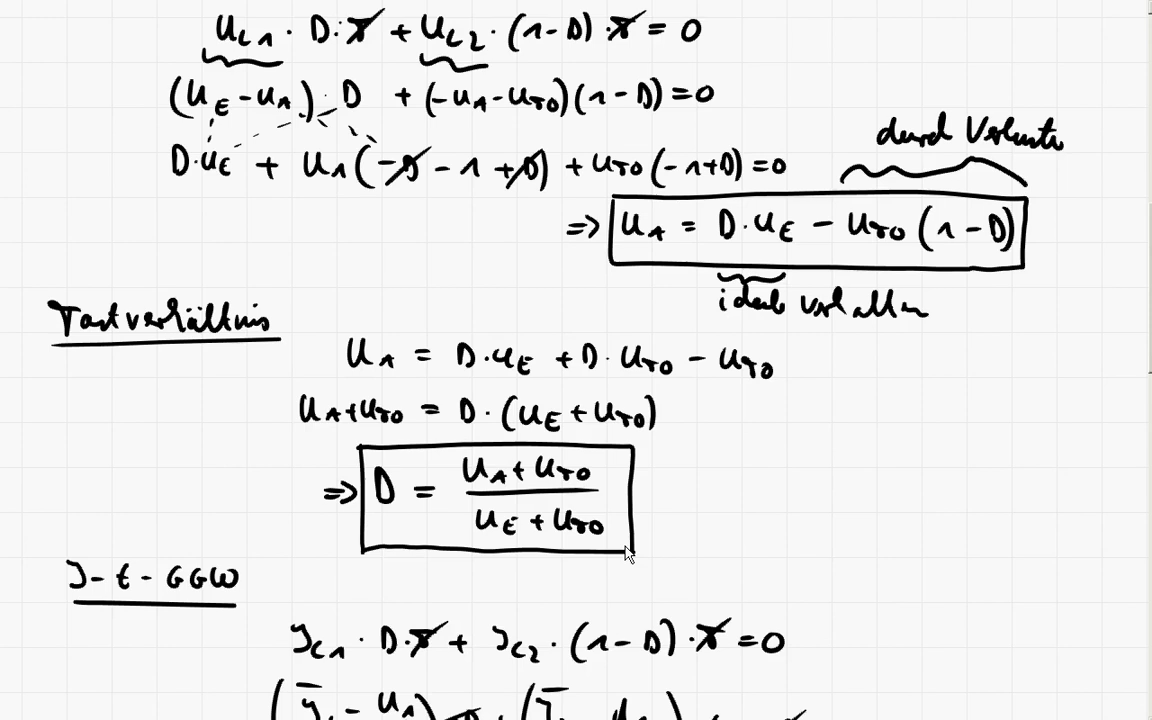 U_L1 · D · T + U_L2 · (1-D) · T = 0
(U_E - U_A) · D + (-U_A - U_T0)(1-D) = 0
durch Verluste
D·U_E + U_A(-D - 1 + D) + U_T0(-1+D) = 0
=> U_A = D·U_E - U_T0(1-D)
ideales Verhalten
Tastverhältnis
U_A = D·U_E + D·U_T0 - U_T0
U_A + U_T0 = D·(U_E + U_T0)
=> D = (U_A + U_T0) / (U_E + U_T0)
I-t-GGW
I_C1 · D·T + I_C2 · (1-D)·T = 0